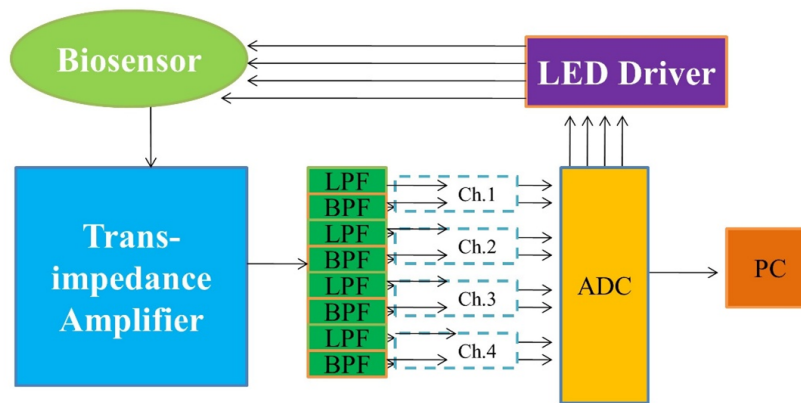 Biosensor
LED Driver
Trans-
impedance
Amplifier
LPF
BPF
LPF
BPF
LPF
BPF
LPF
BPF
Ch.1
Ch.2
Ch.3
Ch.4
ADC
PC